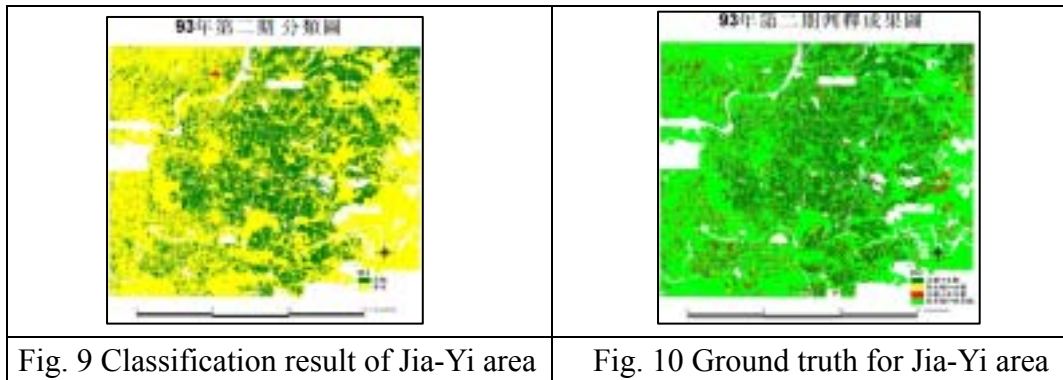 93年第二期 分類圖
93年第二期判釋成果圖
Fig. 9 Classification result of Jia-Yi area
Fig. 10 Ground truth for Jia-Yi area